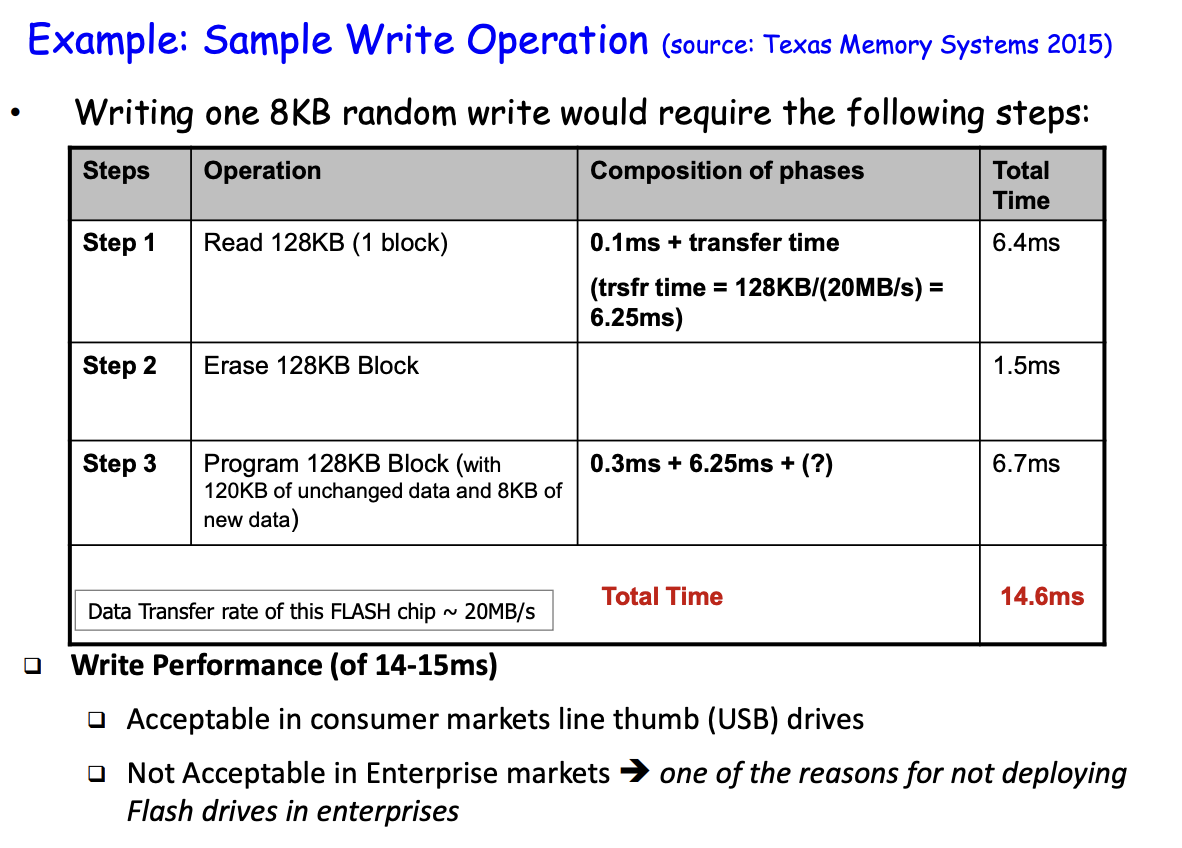 Example: Sample Write Operation (source: Texas Memory Systems 2015)
• Writing one 8KB random write would require the following steps:
Steps Operation Composition of phases Total
Time
Step 1 Read 128KB (1 block) 0.1ms + transfer time 6.4ms
(trsfr time = 128KB/(20MB/s) =
6.25ms)
Step 2 Erase 128KB Block 1.5ms
Step 3 Program 128KB Block (with 0.3ms + 6.25ms + (?) 6.7ms
120KB of unchanged data and 8KB of
new data)
Total Time 14.6ms
Data Transfer rate of this FLASH chip ~ 20MB/s
❑ Write Performance (of 14-15ms)
❑ Acceptable in consumer markets line thumb (USB) drives
❑ Not Acceptable in Enterprise markets ➔ one of the reasons for not deploying
Flash drives in enterprises